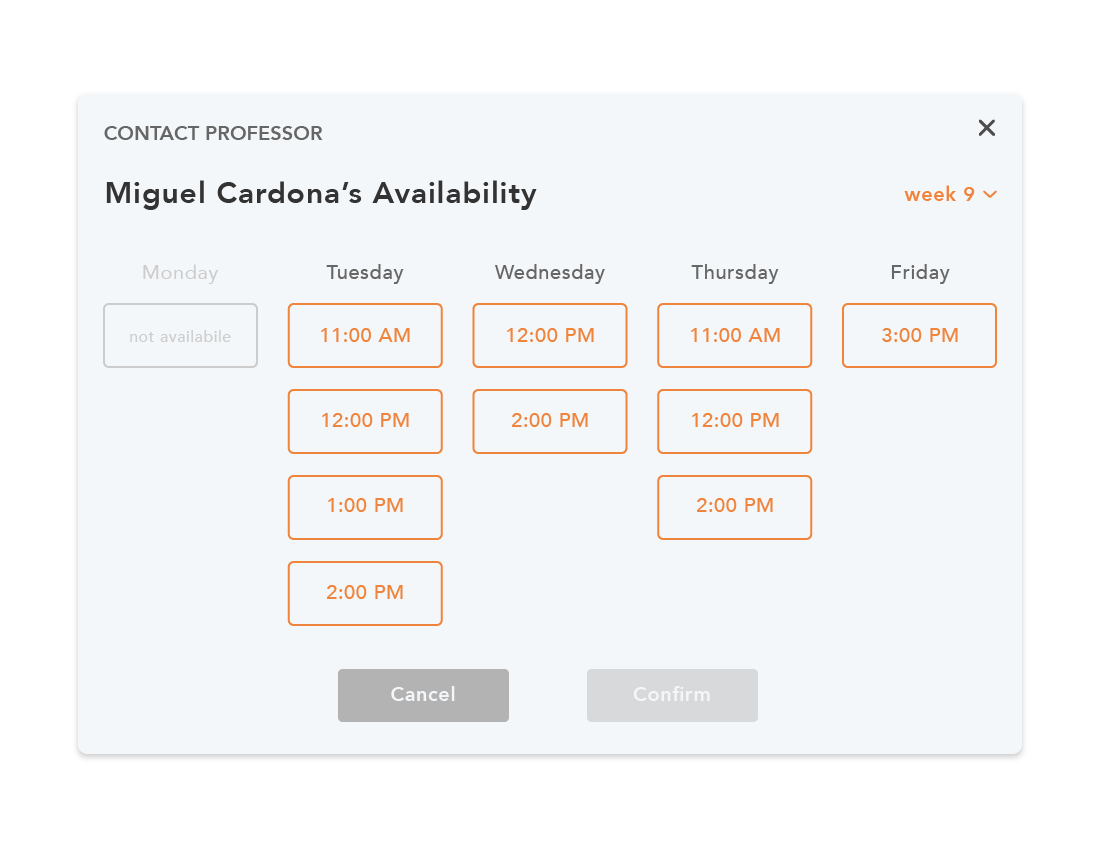 CONTACT PROFESSOR
Miguel Cardona’s Availability
week 9
Monday Tuesday Wednesday Thursday Friday
not availabile 11:00 AM 12:00 PM 11:00 AM 3:00 PM
12:00 PM 2:00 PM 12:00 PM
1:00 PM 2:00 PM
2:00 PM
Cancel Confirm